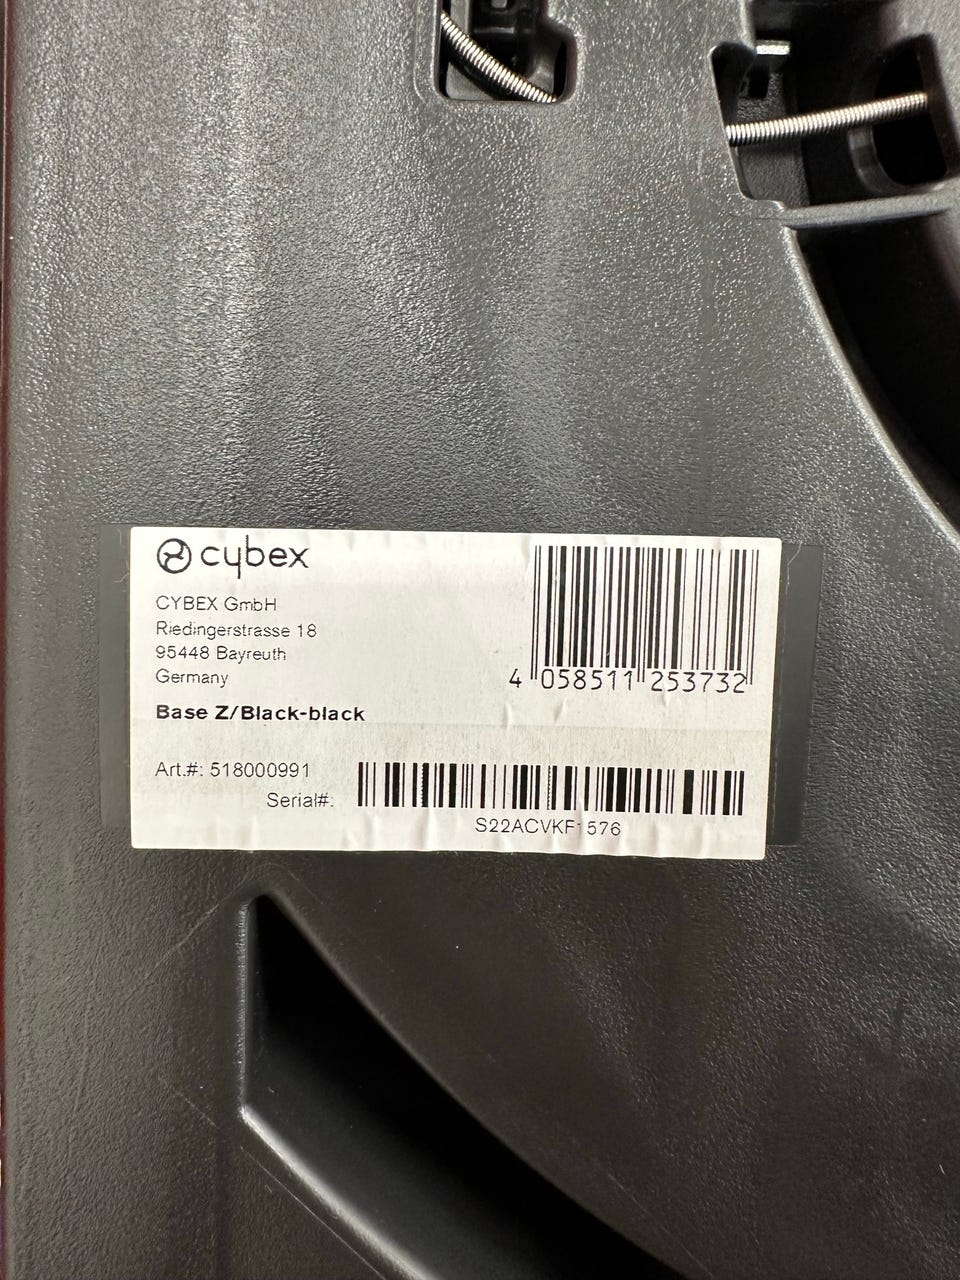 cybex
CYBEX GmbH
Riedingerstrasse 18
95448 Bayreuth
Germany
4 058511 253732
Base Z/Black-black
Art.#: 518000991
Serial#:
S22ACVKF1576